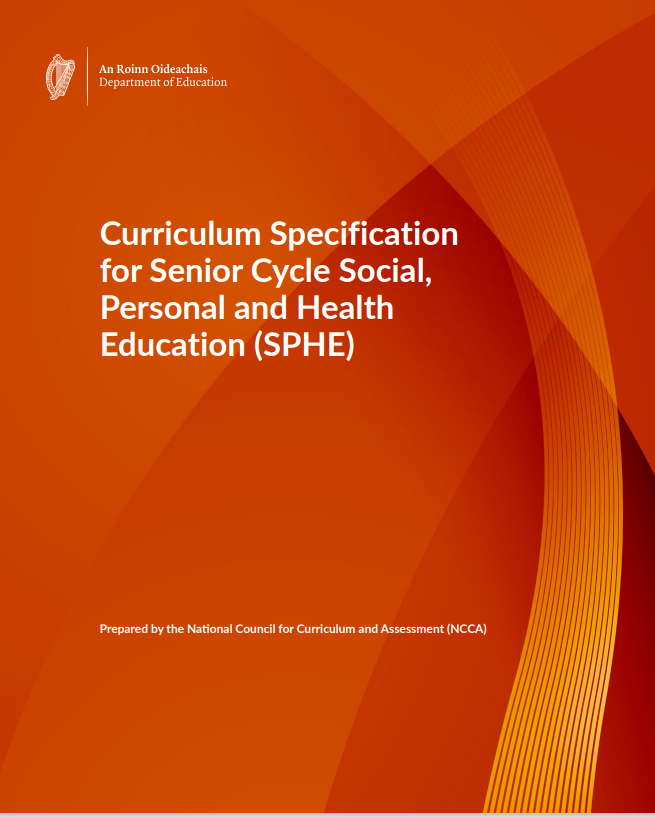 An Roinn Oideachais
Department of Education
Curriculum Specification
for Senior Cycle Social,
Personal and Health
Education (SPHE)
Prepared by the National Council for Curriculum and Assessment (NCCA)